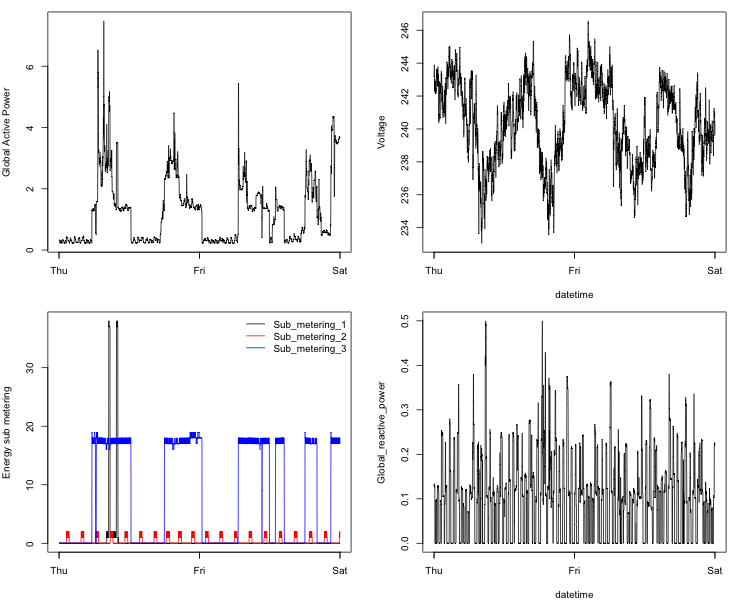 Global Active Power
6
4
2
0
Thu
Fri
Sat
Voltage
246
244
242
240
238
236
234
Thu
Fri
Sat
datetime
Energy sub metering
30
20
10
0
Sub_metering_1
Sub_metering_2
Sub_metering_3
Thu
Fri
Sat
Global_reactive_power
0.5
0.4
0.3
0.2
0.1
0.0
Thu
Fri
Sat
datetime